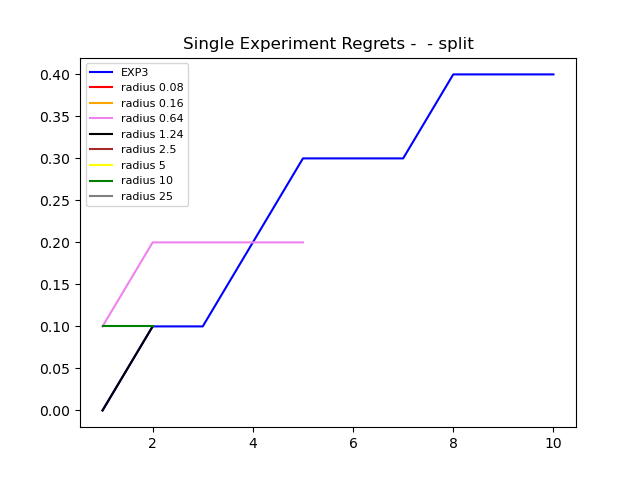 Single Experiment Regrets -  - split
EXP3
radius 0.08
radius 0.16
radius 0.64
radius 1.24
radius 2.5
radius 5
radius 10
radius 25
0.40
0.35
0.30
0.25
0.20
0.15
0.10
0.05
0.00
2
4
6
8
10